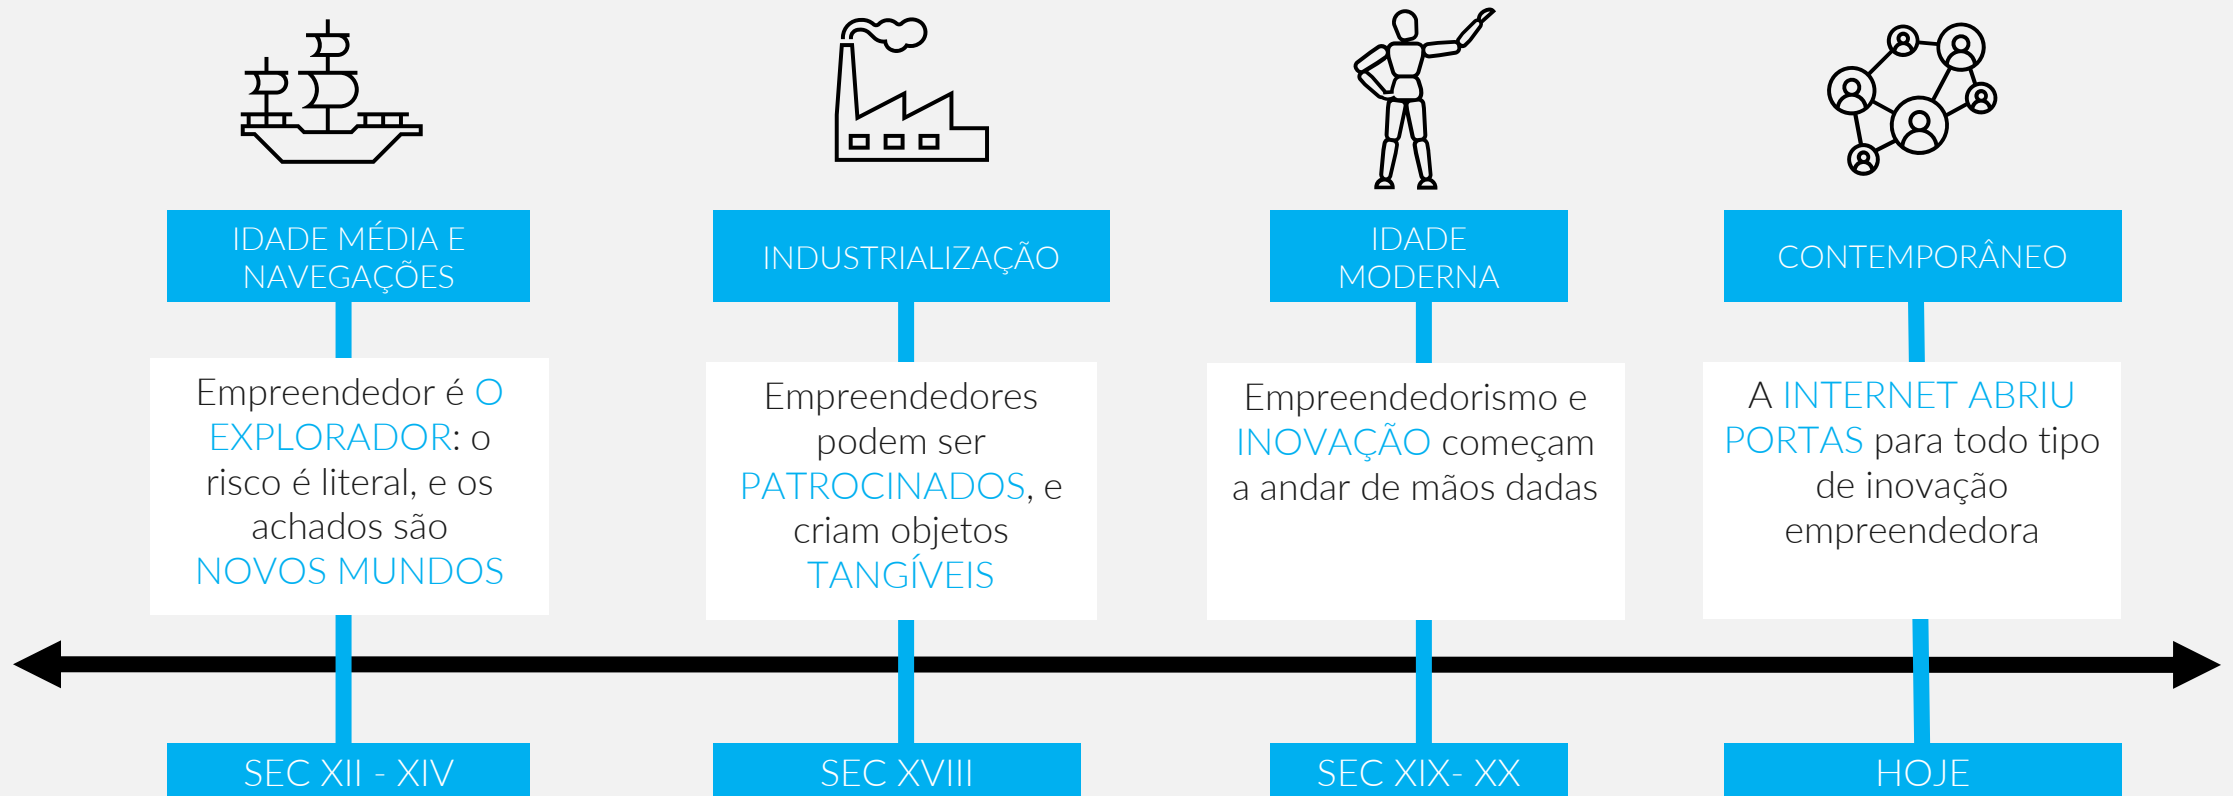 IDADE MÉDIA E
NAVEGAÇÕES
Empreendedor é O
EXPLORADOR: o
risco é literal, e os
achados são
NOVOS MUNDOS
SEC XII - XIV
INDUSTRIALIZAÇÃO
Empreendedores
podem ser
PATROCINADOS, e
criam objetos
TANGÍVEIS
SEC XVIII
IDADE
MODERNA
Empreendedorismo e
INOVAÇÃO começam
a andar de mãos dadas
SEC XIX- XX
CONTEMPORÂNEO
A INTERNET ABRIU
PORTAS para todo tipo
de inovação
empreendedora
HOJE